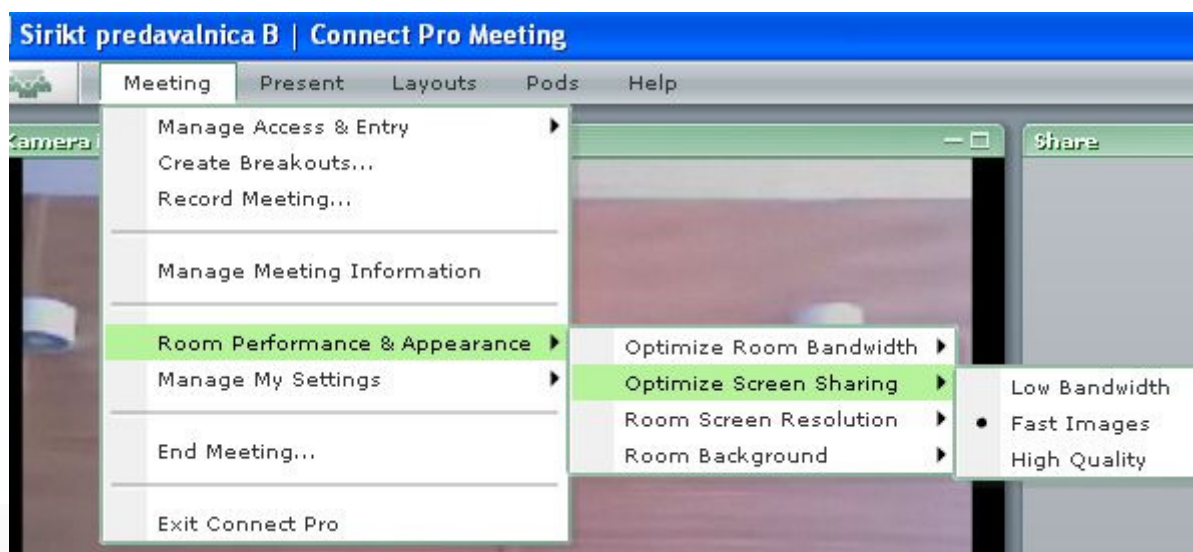 Sirikt predavalnica B | Connect Pro Meeting
Meeting Present Layouts Pods Help
Kamera
Share
Manage Access & Entry
Create Breakouts...
Record Meeting...
Manage Meeting Information
Room Performance & Appearance
Manage My Settings
End Meeting...
Exit Connect Pro
Optimize Room Bandwidth
Optimize Screen Sharing
Room Screen Resolution
Room Background
Low Bandwidth
Fast Images
High Quality